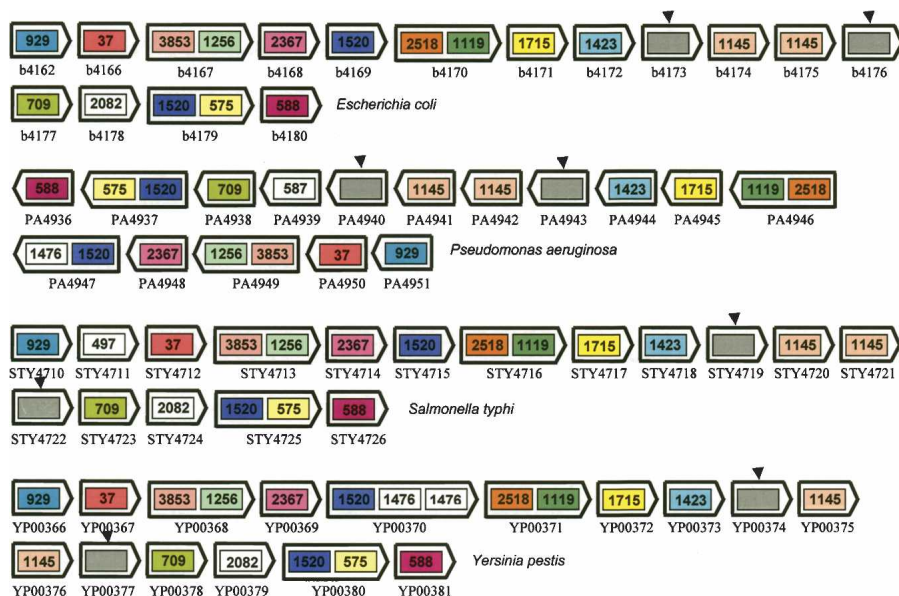 929 37 3853 1256 2367 1520 2518 1119 1715 1423 1145 1145
b4162 b4166 b4167 b4168 b4169 b4170 b4171 b4172 b4173 b4174 b4175 b4176
709 2082 1520 575 588 Escherichia coli
b4177 b4178 b4179 b4180
588 575 1520 709 587 1145 1145 1423 1715 1119 2518
PA4936 PA4937 PA4938 PA4939 PA4940 PA4941 PA4942 PA4943 PA4944 PA4945 PA4946
1476 1520 2367 1256 3853 37 929 Pseudomonas aeruginosa
PA4947 PA4948 PA4949 PA4950 PA4951
929 497 37 3853 1256 2367 1520 2518 1119 1715 1423 1145 1145
STY4710 STY4711 STY4712 STY4713 STY4714 STY4715 STY4716 STY4717 STY4718 STY4719 STY4720 STY4721
709 2082 1520 575 588 Salmonella typhi
STY4722 STY4723 STY4724 STY4725 STY4726
929 37 3853 1256 2367 1520 1476 1476 2518 1119 1715 1423 1145
YP00366 YP00367 YP00368 YP00369 YP00370 YP00371 YP00372 YP00373 YP00374 YP00375
1145 709 2082 1520 575 588 Yersinia pestis
YP00376 YP00377 YP00378 YP00379 YP00380 YP00381